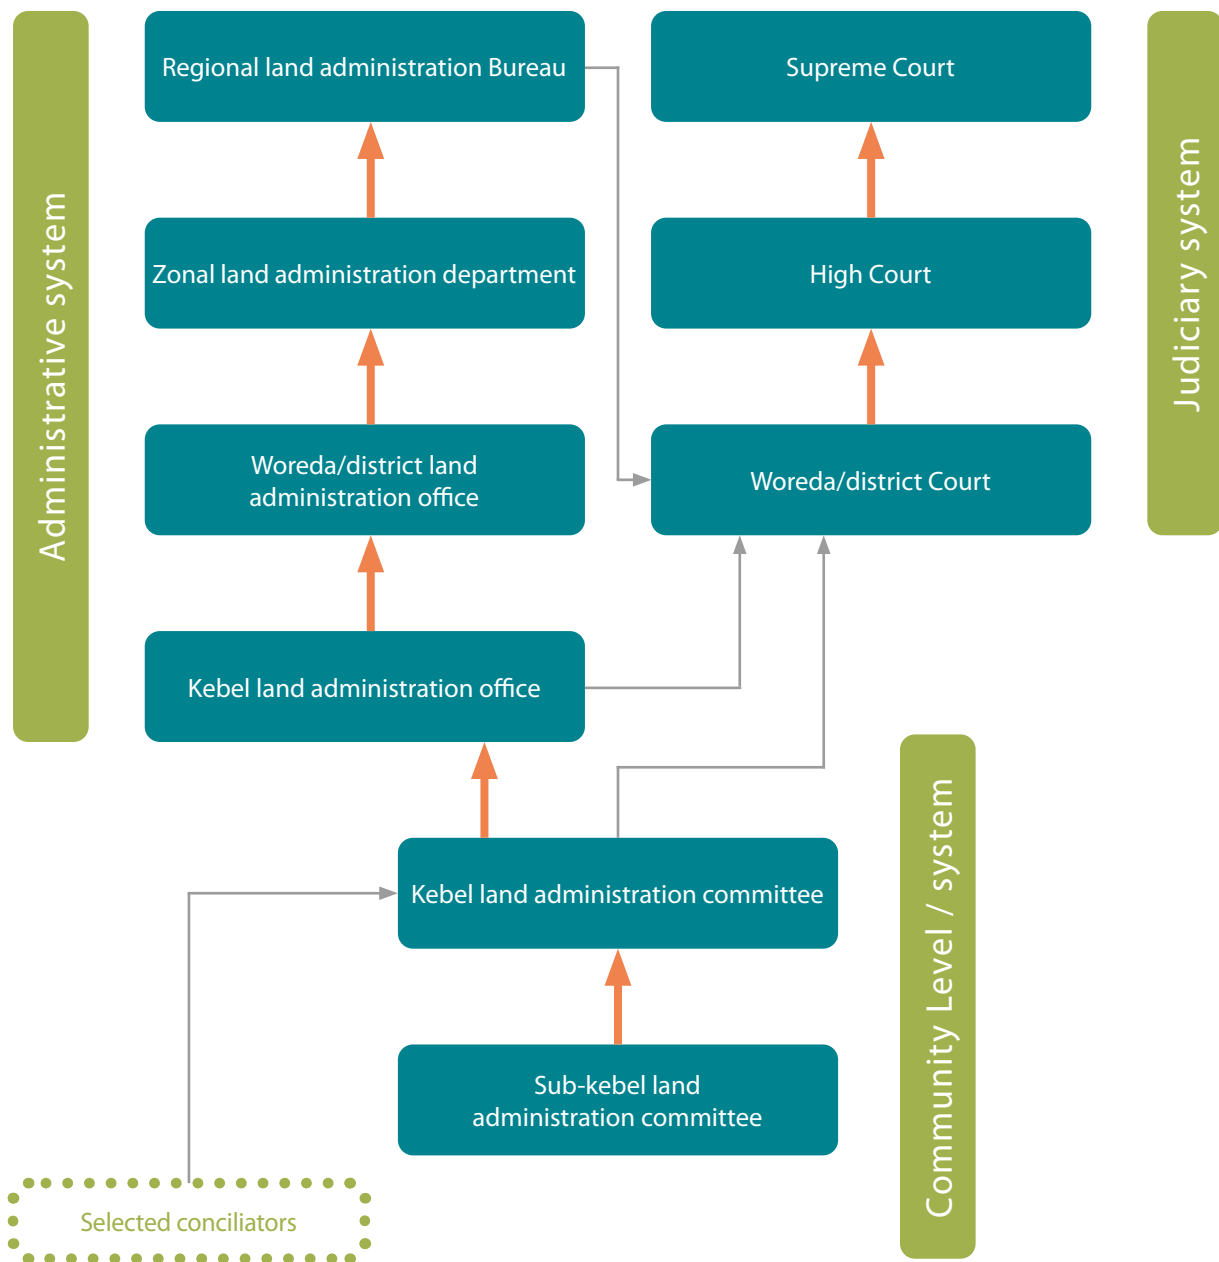 Regional land administration Bureau
Supreme Court
Administrative system
Judiciary system
Zonal land administration department
High Court
Woreda/district land
administration office
Woreda/district Court
Kebel land administration office
Community Level / system
Kebel land administration committee
Sub-kebel land
administration committee
Selected conciliators